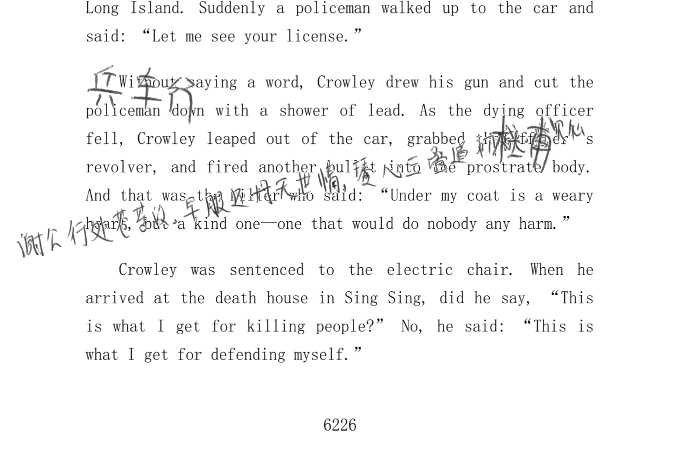 Long Island. Suddenly a policeman walked up to the car and
said: “Let me see your license.”
Without saying a word, Crowley drew his gun and cut the
policeman down with a shower of lead. As the dying officer
fell, Crowley leaped out of the car, grabbed the officer’s
revolver, and fired another bullet into the prostrate body.
And that was the killer who said: “Under my coat is a weary
heart, but a kind one—one that would do nobody any harm.”
Crowley was sentenced to the electric chair. When he
arrived at the death house in Sing Sing, did he say, “This
is what I get for killing people?” No, he said: “This is
what I get for defending myself.”
6226